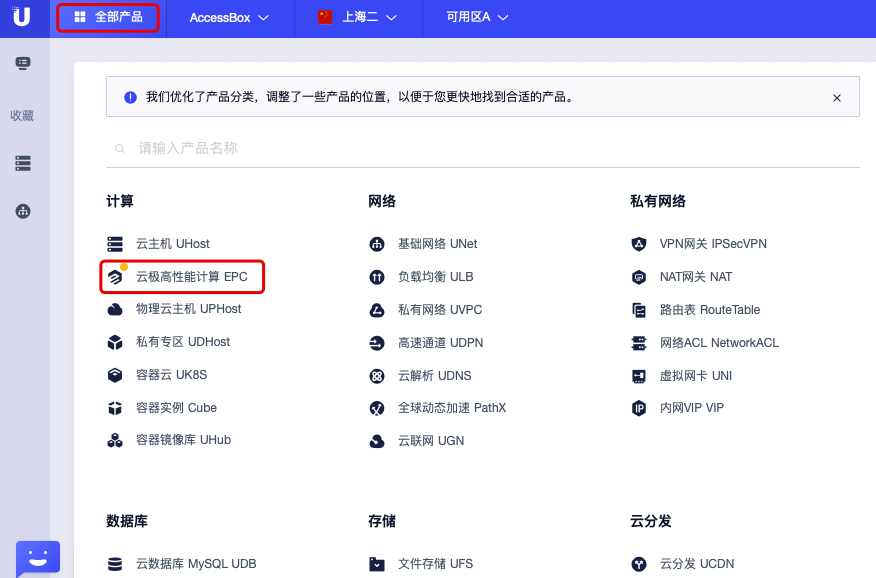 U 全部产品 AccessBox 上海二 可用区A
收藏
我们优化了产品分类，调整了一些产品的位置，以便于您更快地找到合适的产品。
请输入产品名称
计算
云主机 UHost
云极高性能计算 EPC
物理云主机 UPHost
私有专区 UDHost
容器云 UK8S
容器实例 Cube
容器镜像库 UHub
网络
基础网络 UNet
负载均衡 ULB
私有网络 UVPC
高速通道 UDPN
云解析 UDNS
全球动态加速 PathX
云联网 UGN
私有网络
VPN网关 IPSecVPN
NAT网关 NAT
路由表 RouteTable
网络ACL NetworkACL
虚拟网卡 UNI
内网VIP VIP
数据库
云数据库 MySQL UDB
存储
文件存储 UFS
云分发
云分发 UCDN